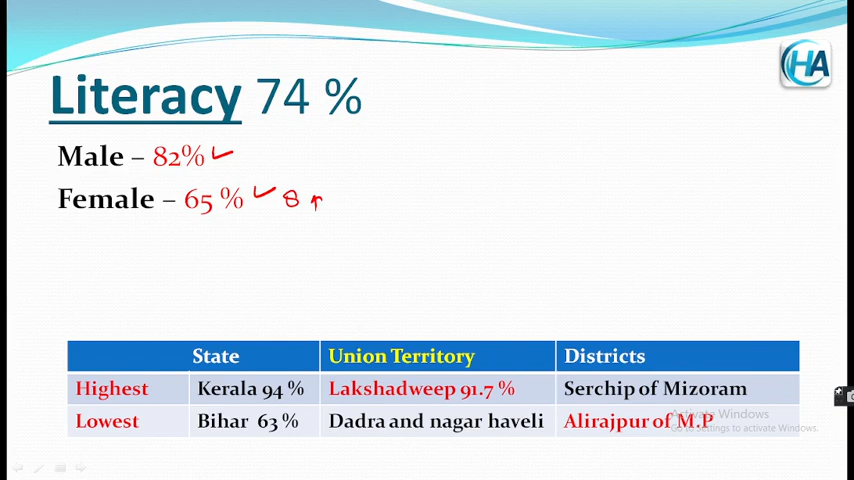 HA
Literacy 74 %
Male – 82%
Female – 65 % 8
State Union Territory Districts
Highest Kerala 94 % Lakshadweep 91.7 % Serchip of Mizoram
Lowest Bihar 63 % Dadra and nagar haveli Alirajpur of M.P
Activate Windows
Go to Settings to activate Windows.